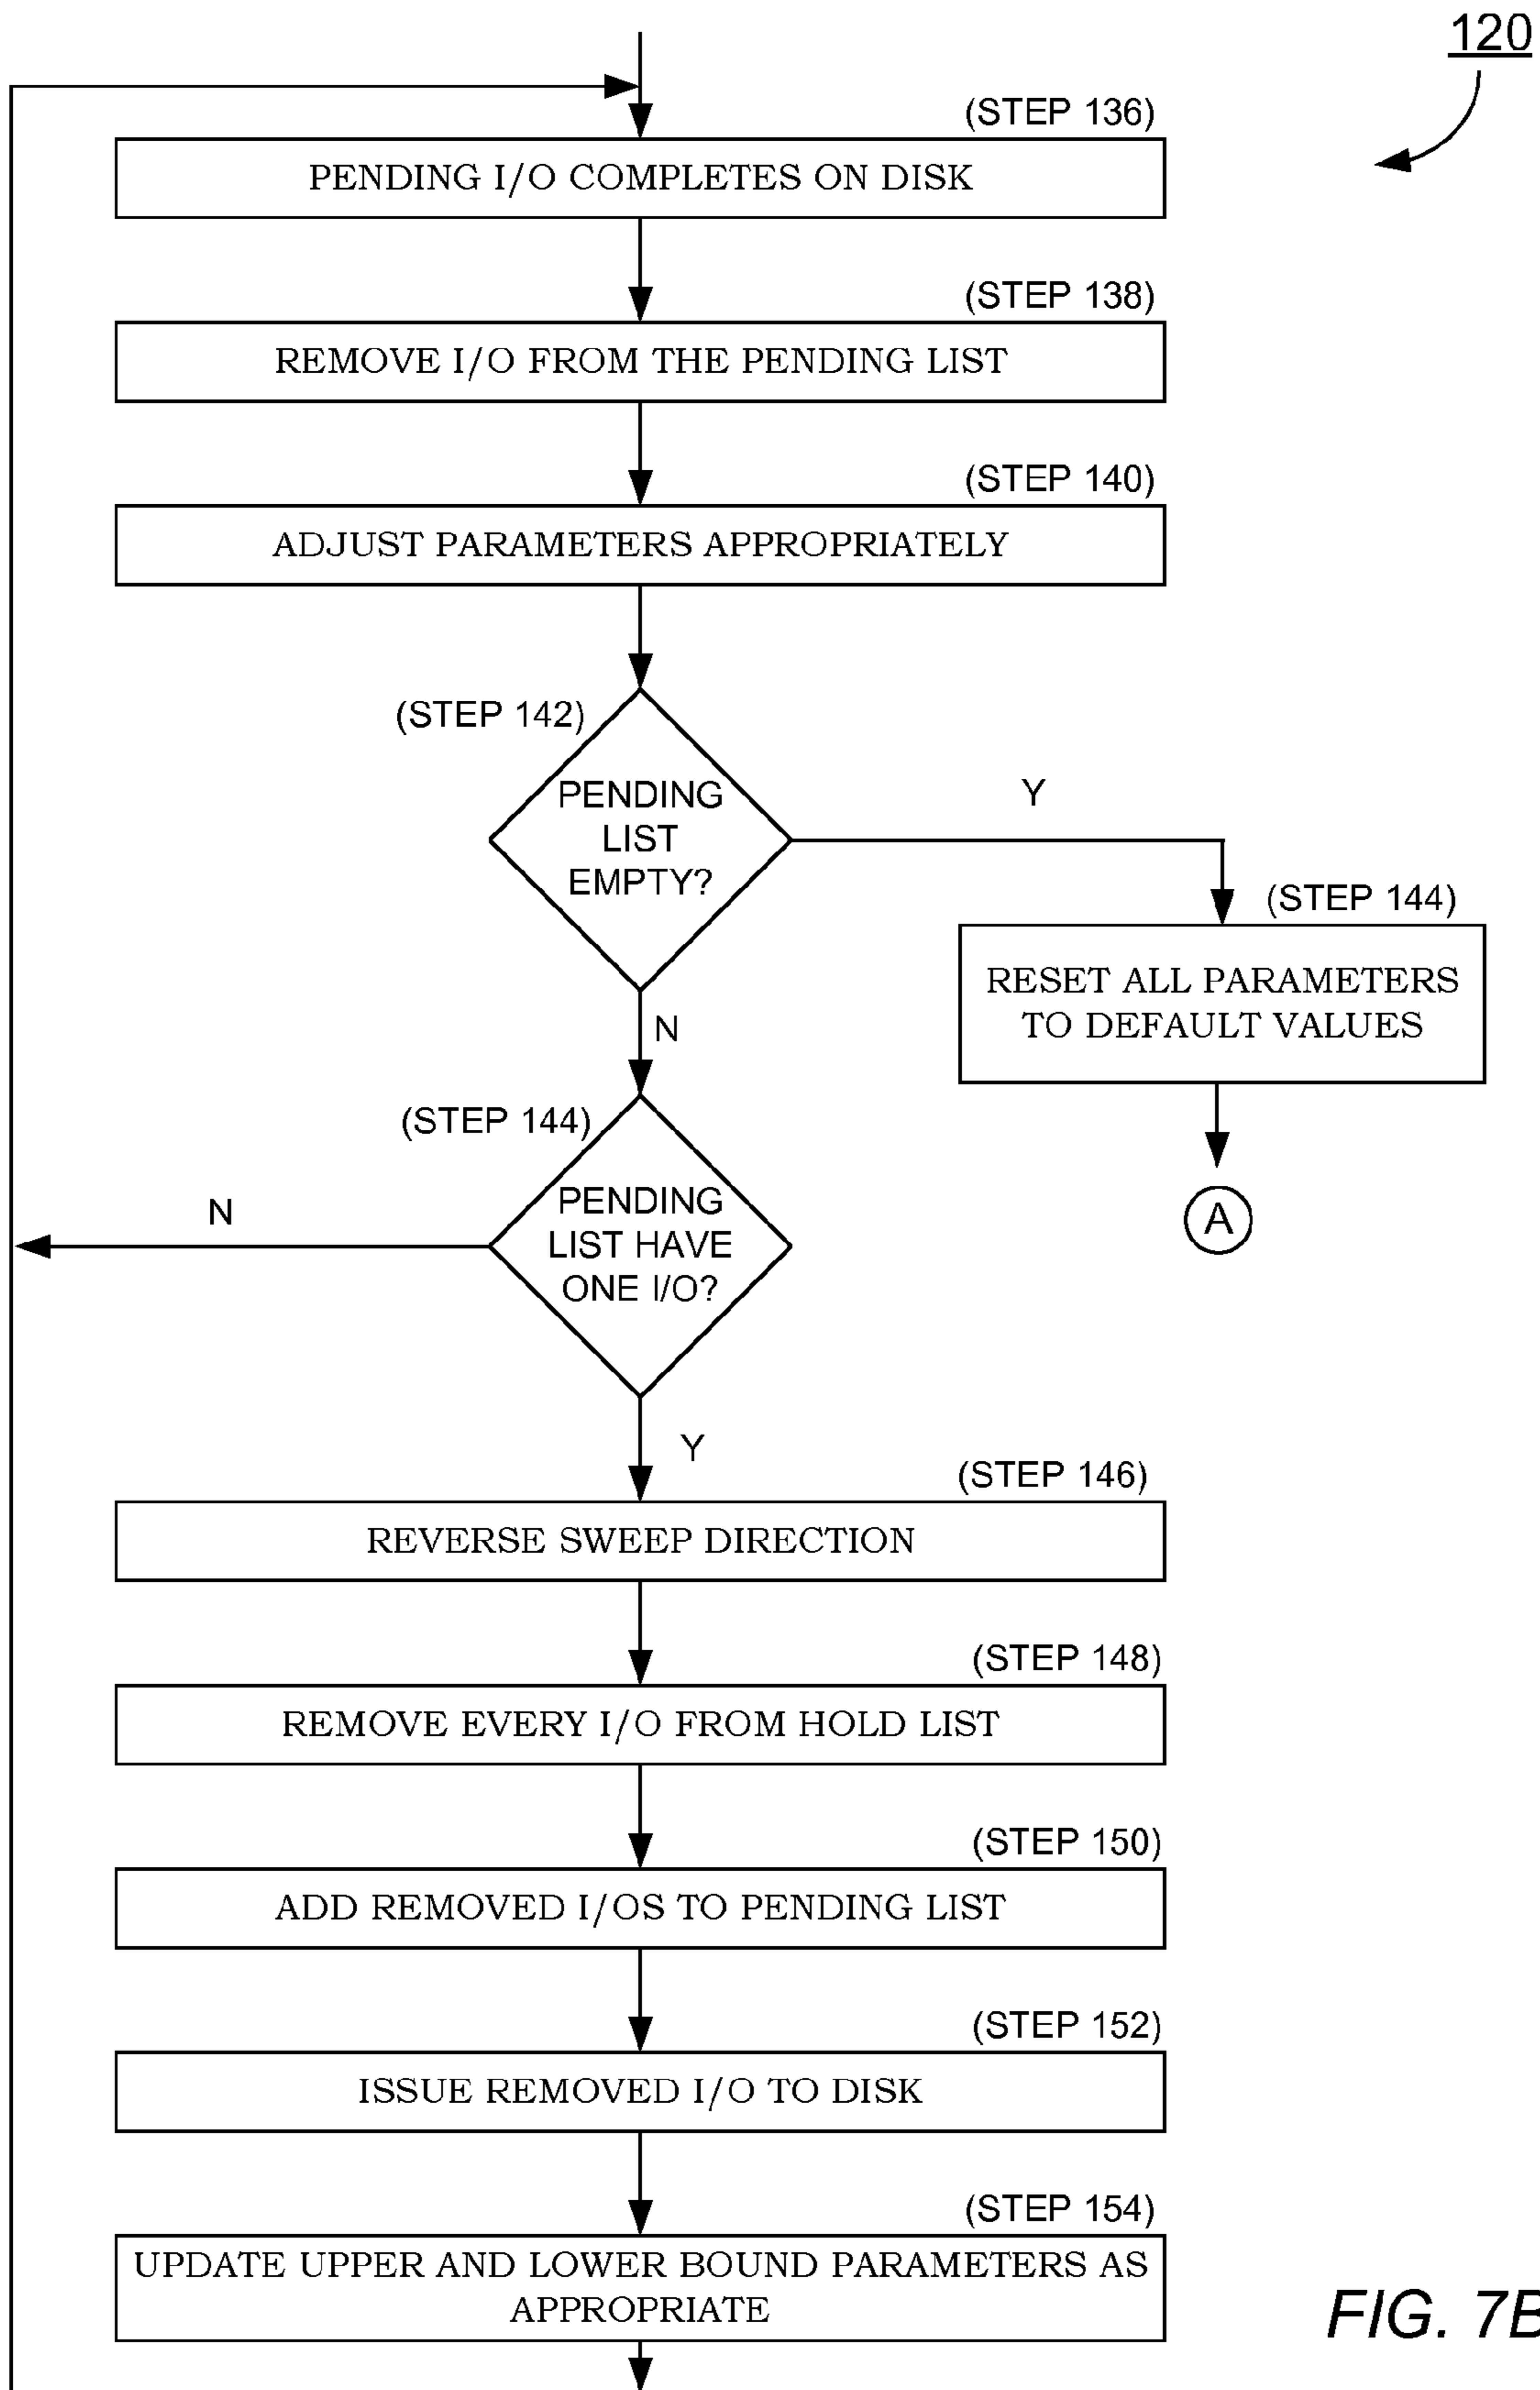 120
(STEP 136)
PENDING I/O COMPLETES ON DISK
(STEP 138)
REMOVE I/O FROM THE PENDING LIST
(STEP 140)
ADJUST PARAMETERS APPROPRIATELY
(STEP 142)
PENDING
LIST
EMPTY?
Y
(STEP 144)
RESET ALL PARAMETERS
TO DEFAULT VALUES
A
N
(STEP 144)
PENDING
LIST HAVE
ONE I/O?
N
Y
(STEP 146)
REVERSE SWEEP DIRECTION
(STEP 148)
REMOVE EVERY I/O FROM HOLD LIST
(STEP 150)
ADD REMOVED I/OS TO PENDING LIST
(STEP 152)
ISSUE REMOVED I/O TO DISK
(STEP 154)
UPDATE UPPER AND LOWER BOUND PARAMETERS AS
APPROPRIATE
FIG. 7B